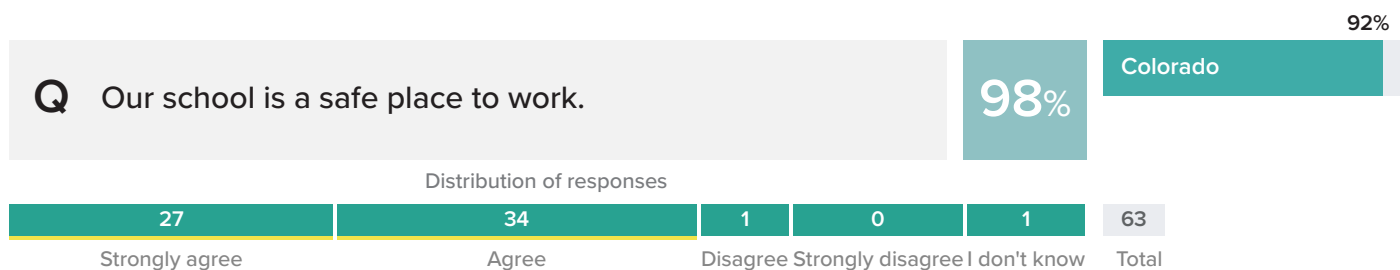 92%
Q Our school is a safe place to work.
98%
Colorado
Distribution of responses
27 34 1 0 1 63
Strongly agree Agree Disagree Strongly disagree I don't know Total